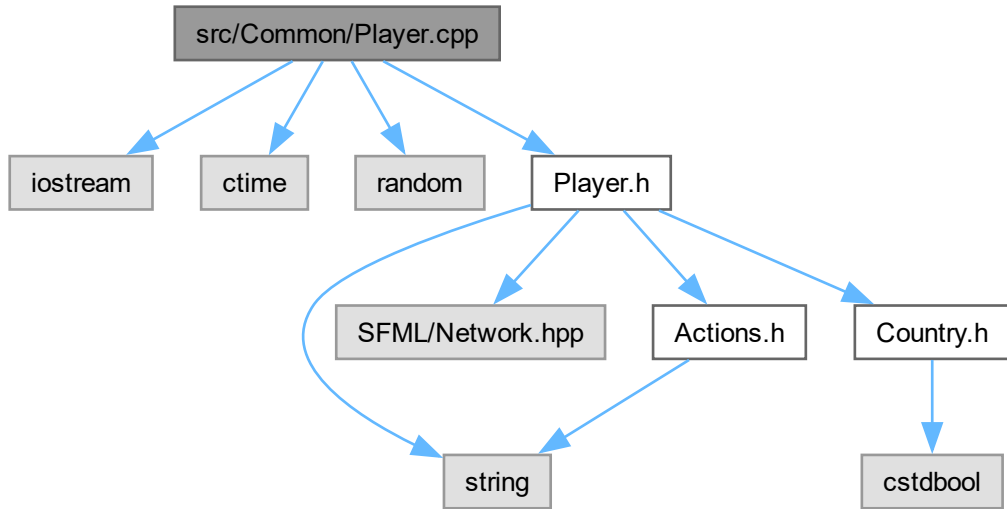 src/Common/Player.cpp
iostream
ctime
random
Player.h
SFML/Network.hpp
Actions.h
Country.h
string
cstdbool